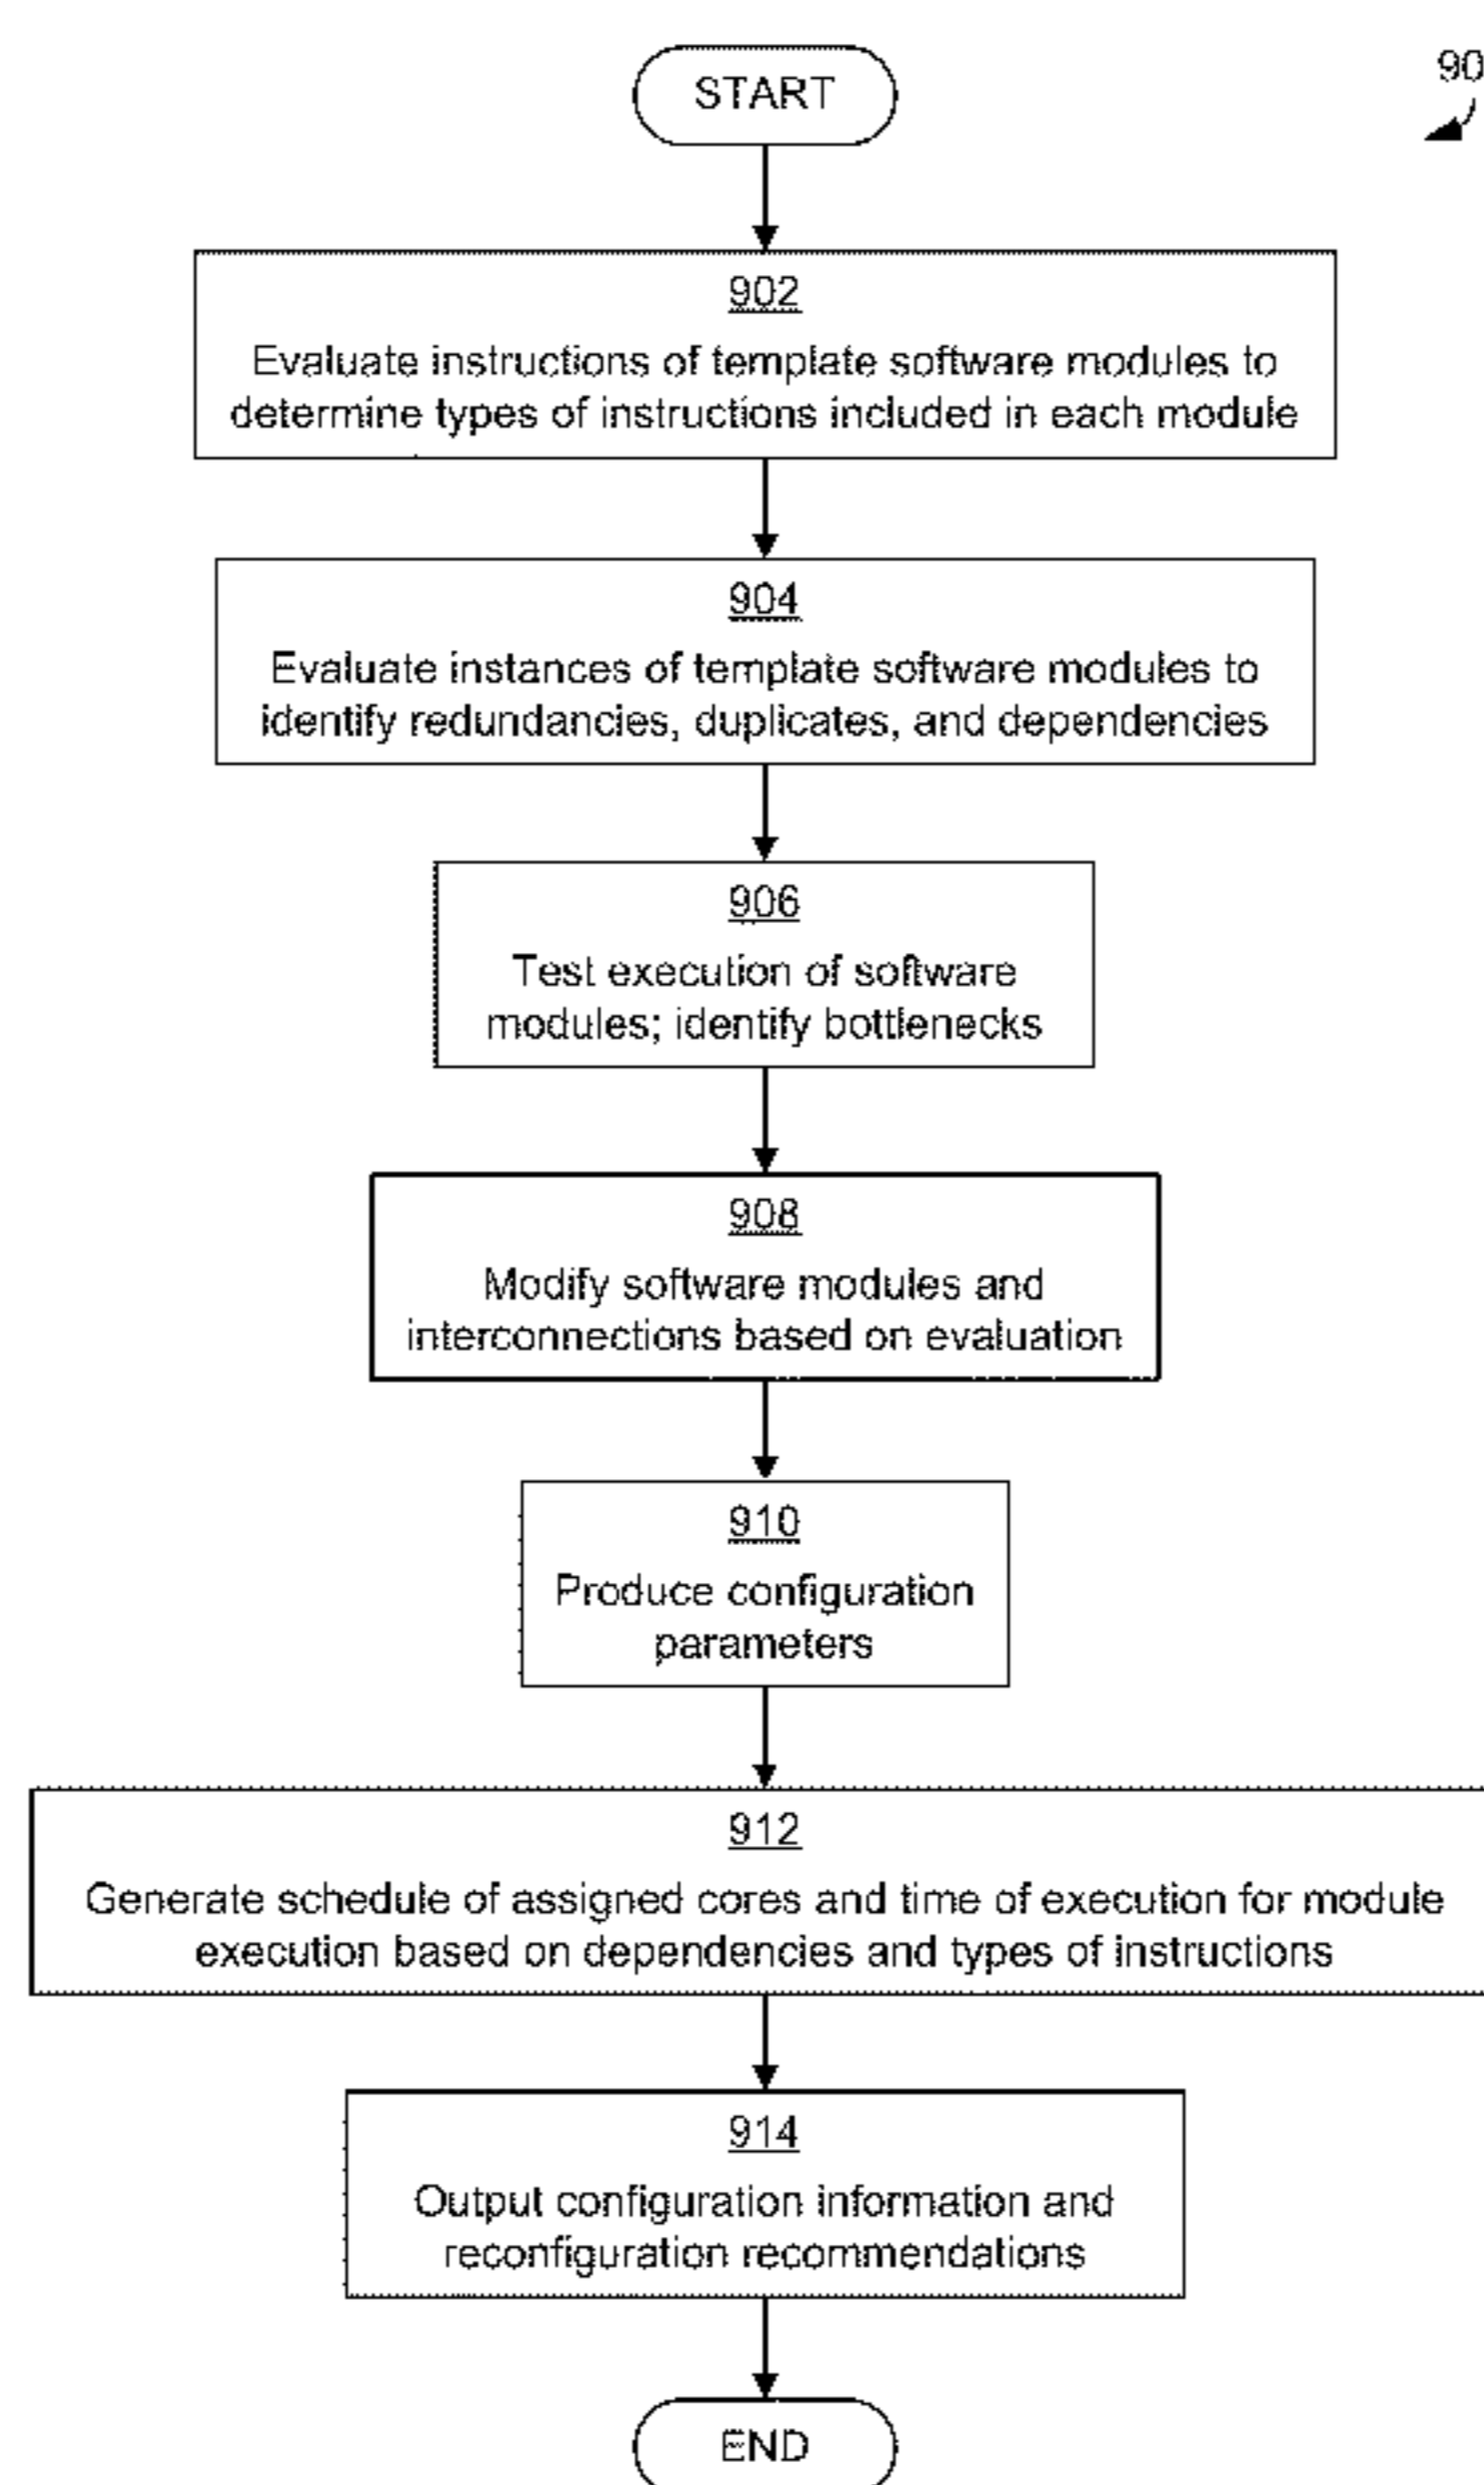 START
90
902
Evaluate instructions of template software modules to
determine types of instructions included in each module
904
Evaluate instances of template software modules to
identify redundancies, duplicates, and dependencies
906
Test execution of software
modules; identify bottlenecks
908
Modify software modules and
interconnections based on evaluation
910
Produce configuration
parameters
912
Generate schedule of assigned cores and time of execution for module
execution based on dependencies and types of instructions
914
Output configuration information and
reconfiguration recommendations
END